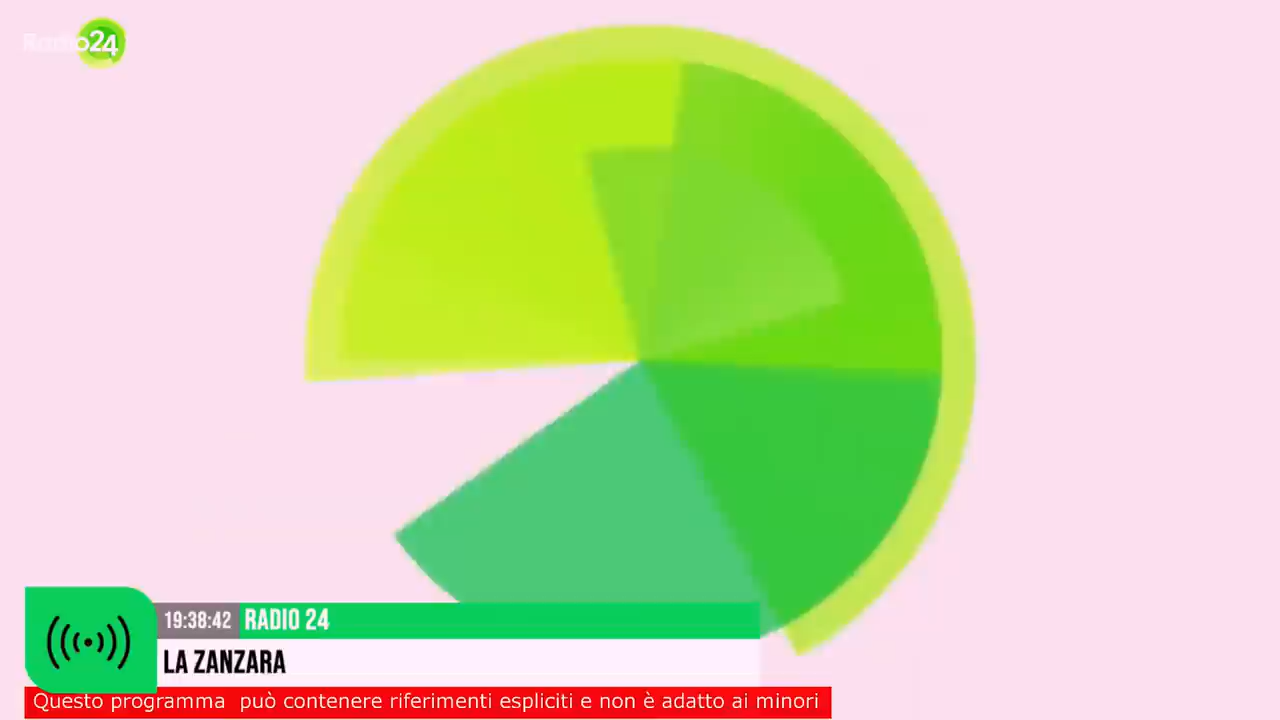 Radio24
19:38:42 RADIO 24
LA ZANZARA
Questo programma può contenere riferimenti espliciti e non è adatto ai minori